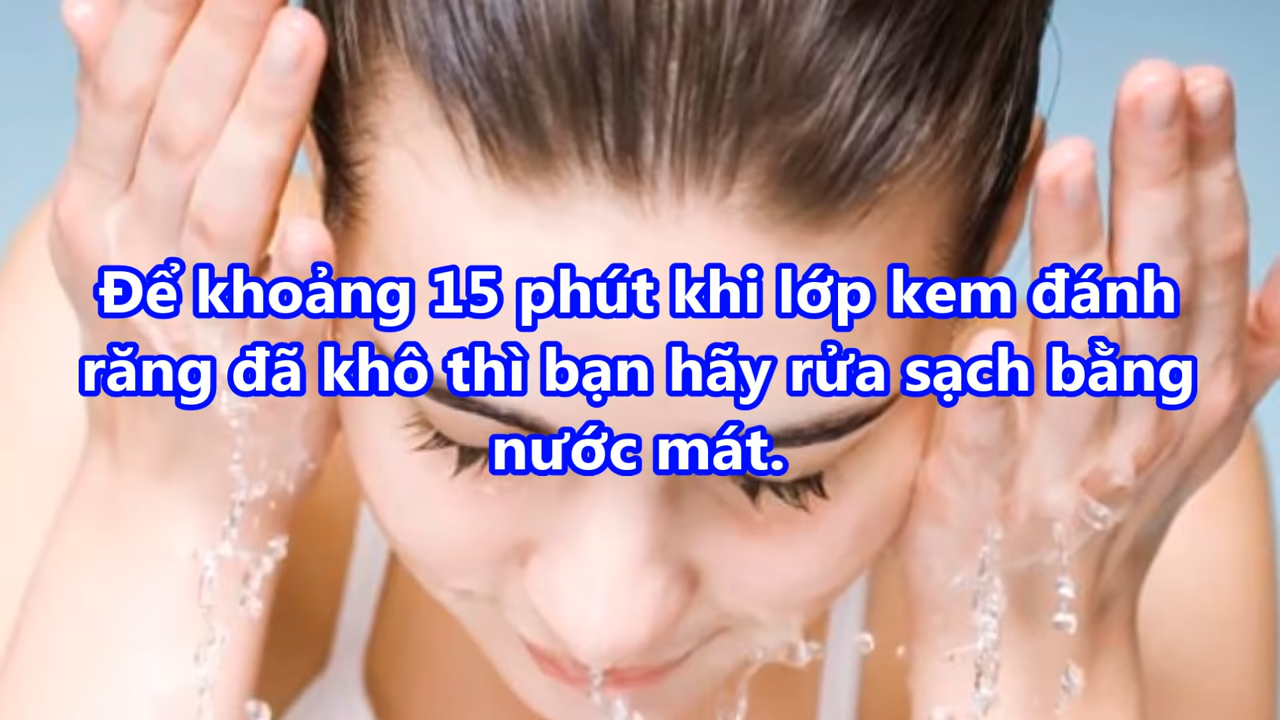 Để khoảng 15 phút khi lớp kem đánh
răng đã khô thì bạn hãy rửa sạch bằng
nước mát.